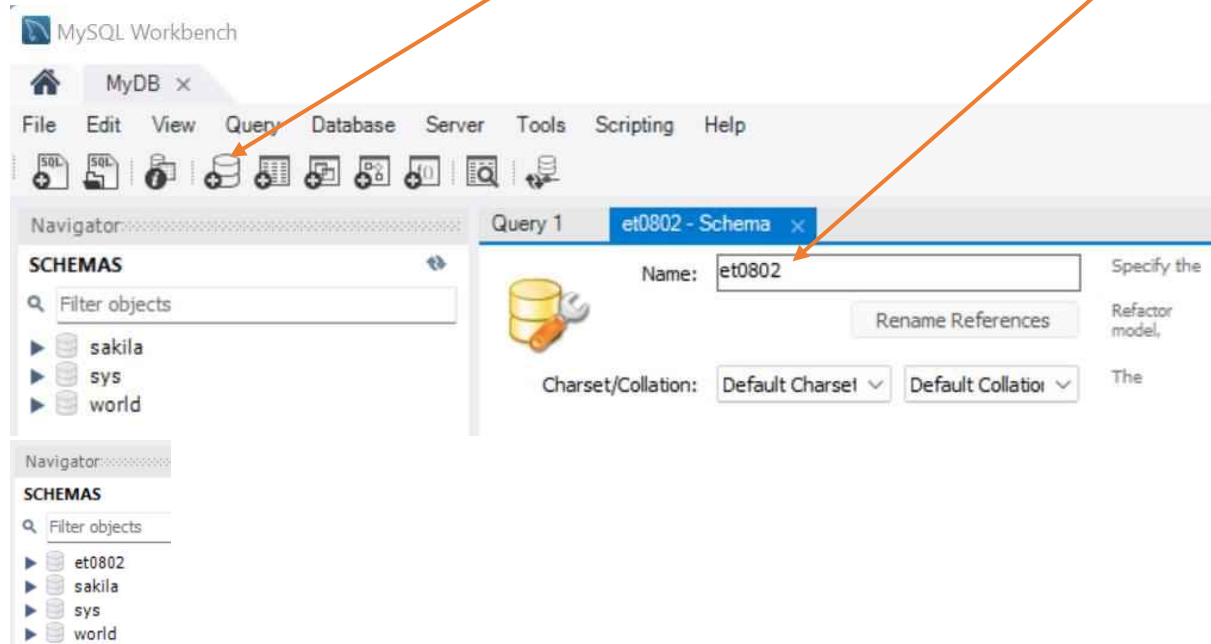 MySQL Workbench
MyDB ×
File Edit View Query Database Server Tools Scripting Help
SQL SQL
Navigator
Query 1 et0802 - Schema ×
SCHEMAS
Name: et0802 Specify the
Filter objects
Rename References Refactor
model,
sakila
sys
world
Charset/Collation: Default Charset Default Collation The
Navigator
SCHEMAS
Filter objects
et0802
sakila
sys
world